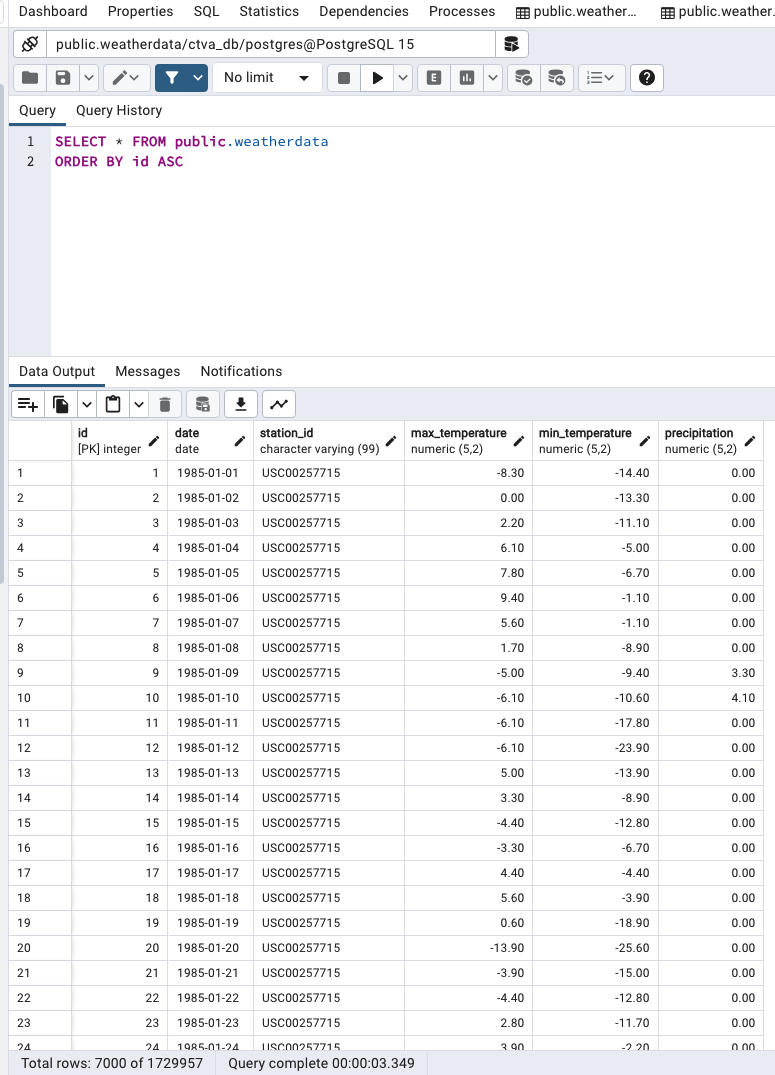 Dashboard Properties SQL Statistics Dependencies Processes public.weather... public.weather.
public.weatherdata/ctva_db/postgres@PostgreSQL 15
No limit E
Query Query History
1 SELECT * FROM public.weatherdata
2 ORDER BY id ASC
Data Output Messages Notifications
id date station_id max_temperature min_temperature precipitation
[PK] integer date character varying (99) numeric (5,2) numeric (5,2) numeric (5,2)
1 1 1985-01-01 USC00257715 -8.30 -14.40 0.00
2 2 1985-01-02 USC00257715 0.00 -13.30 0.00
3 3 1985-01-03 USC00257715 2.20 -11.10 0.00
4 4 1985-01-04 USC00257715 6.10 -5.00 0.00
5 5 1985-01-05 USC00257715 7.80 -6.70 0.00
6 6 1985-01-06 USC00257715 9.40 -1.10 0.00
7 7 1985-01-07 USC00257715 5.60 -1.10 0.00
8 8 1985-01-08 USC00257715 1.70 -8.90 0.00
9 9 1985-01-09 USC00257715 -5.00 -9.40 3.30
10 10 1985-01-10 USC00257715 -6.10 -10.60 4.10
11 11 1985-01-11 USC00257715 -6.10 -17.80 0.00
12 12 1985-01-12 USC00257715 -6.10 -23.90 0.00
13 13 1985-01-13 USC00257715 5.00 -13.90 0.00
14 14 1985-01-14 USC00257715 3.30 -8.90 0.00
15 15 1985-01-15 USC00257715 -4.40 -12.80 0.00
16 16 1985-01-16 USC00257715 -3.30 -6.70 0.00
17 17 1985-01-17 USC00257715 4.40 -4.40 0.00
18 18 1985-01-18 USC00257715 5.60 -3.90 0.00
19 19 1985-01-19 USC00257715 0.60 -18.90 0.00
20 20 1985-01-20 USC00257715 -13.90 -25.60 0.00
21 21 1985-01-21 USC00257715 -3.90 -15.00 0.00
22 22 1985-01-22 USC00257715 -4.40 -12.80 0.00
23 23 1985-01-23 USC00257715 2.80 -11.70 0.00
24 24 1985-01-24 USC00257715 3.90 -2.20 0.00
Total rows: 7000 of 1729957 Query complete 00:00:03.349